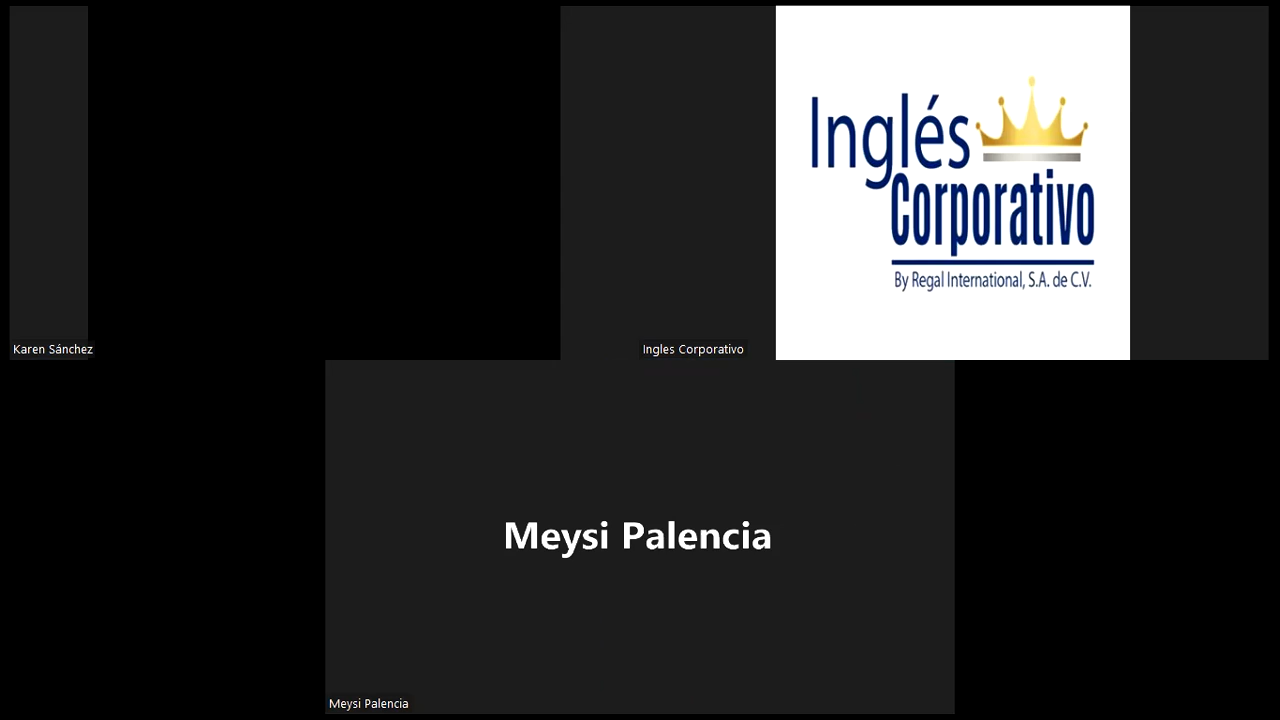 Inglés
Corporativo
By Regal International, S.A. de C.V.
Karen Sánchez
Ingles Corporativo
Meysi Palencia
Meysi Palencia